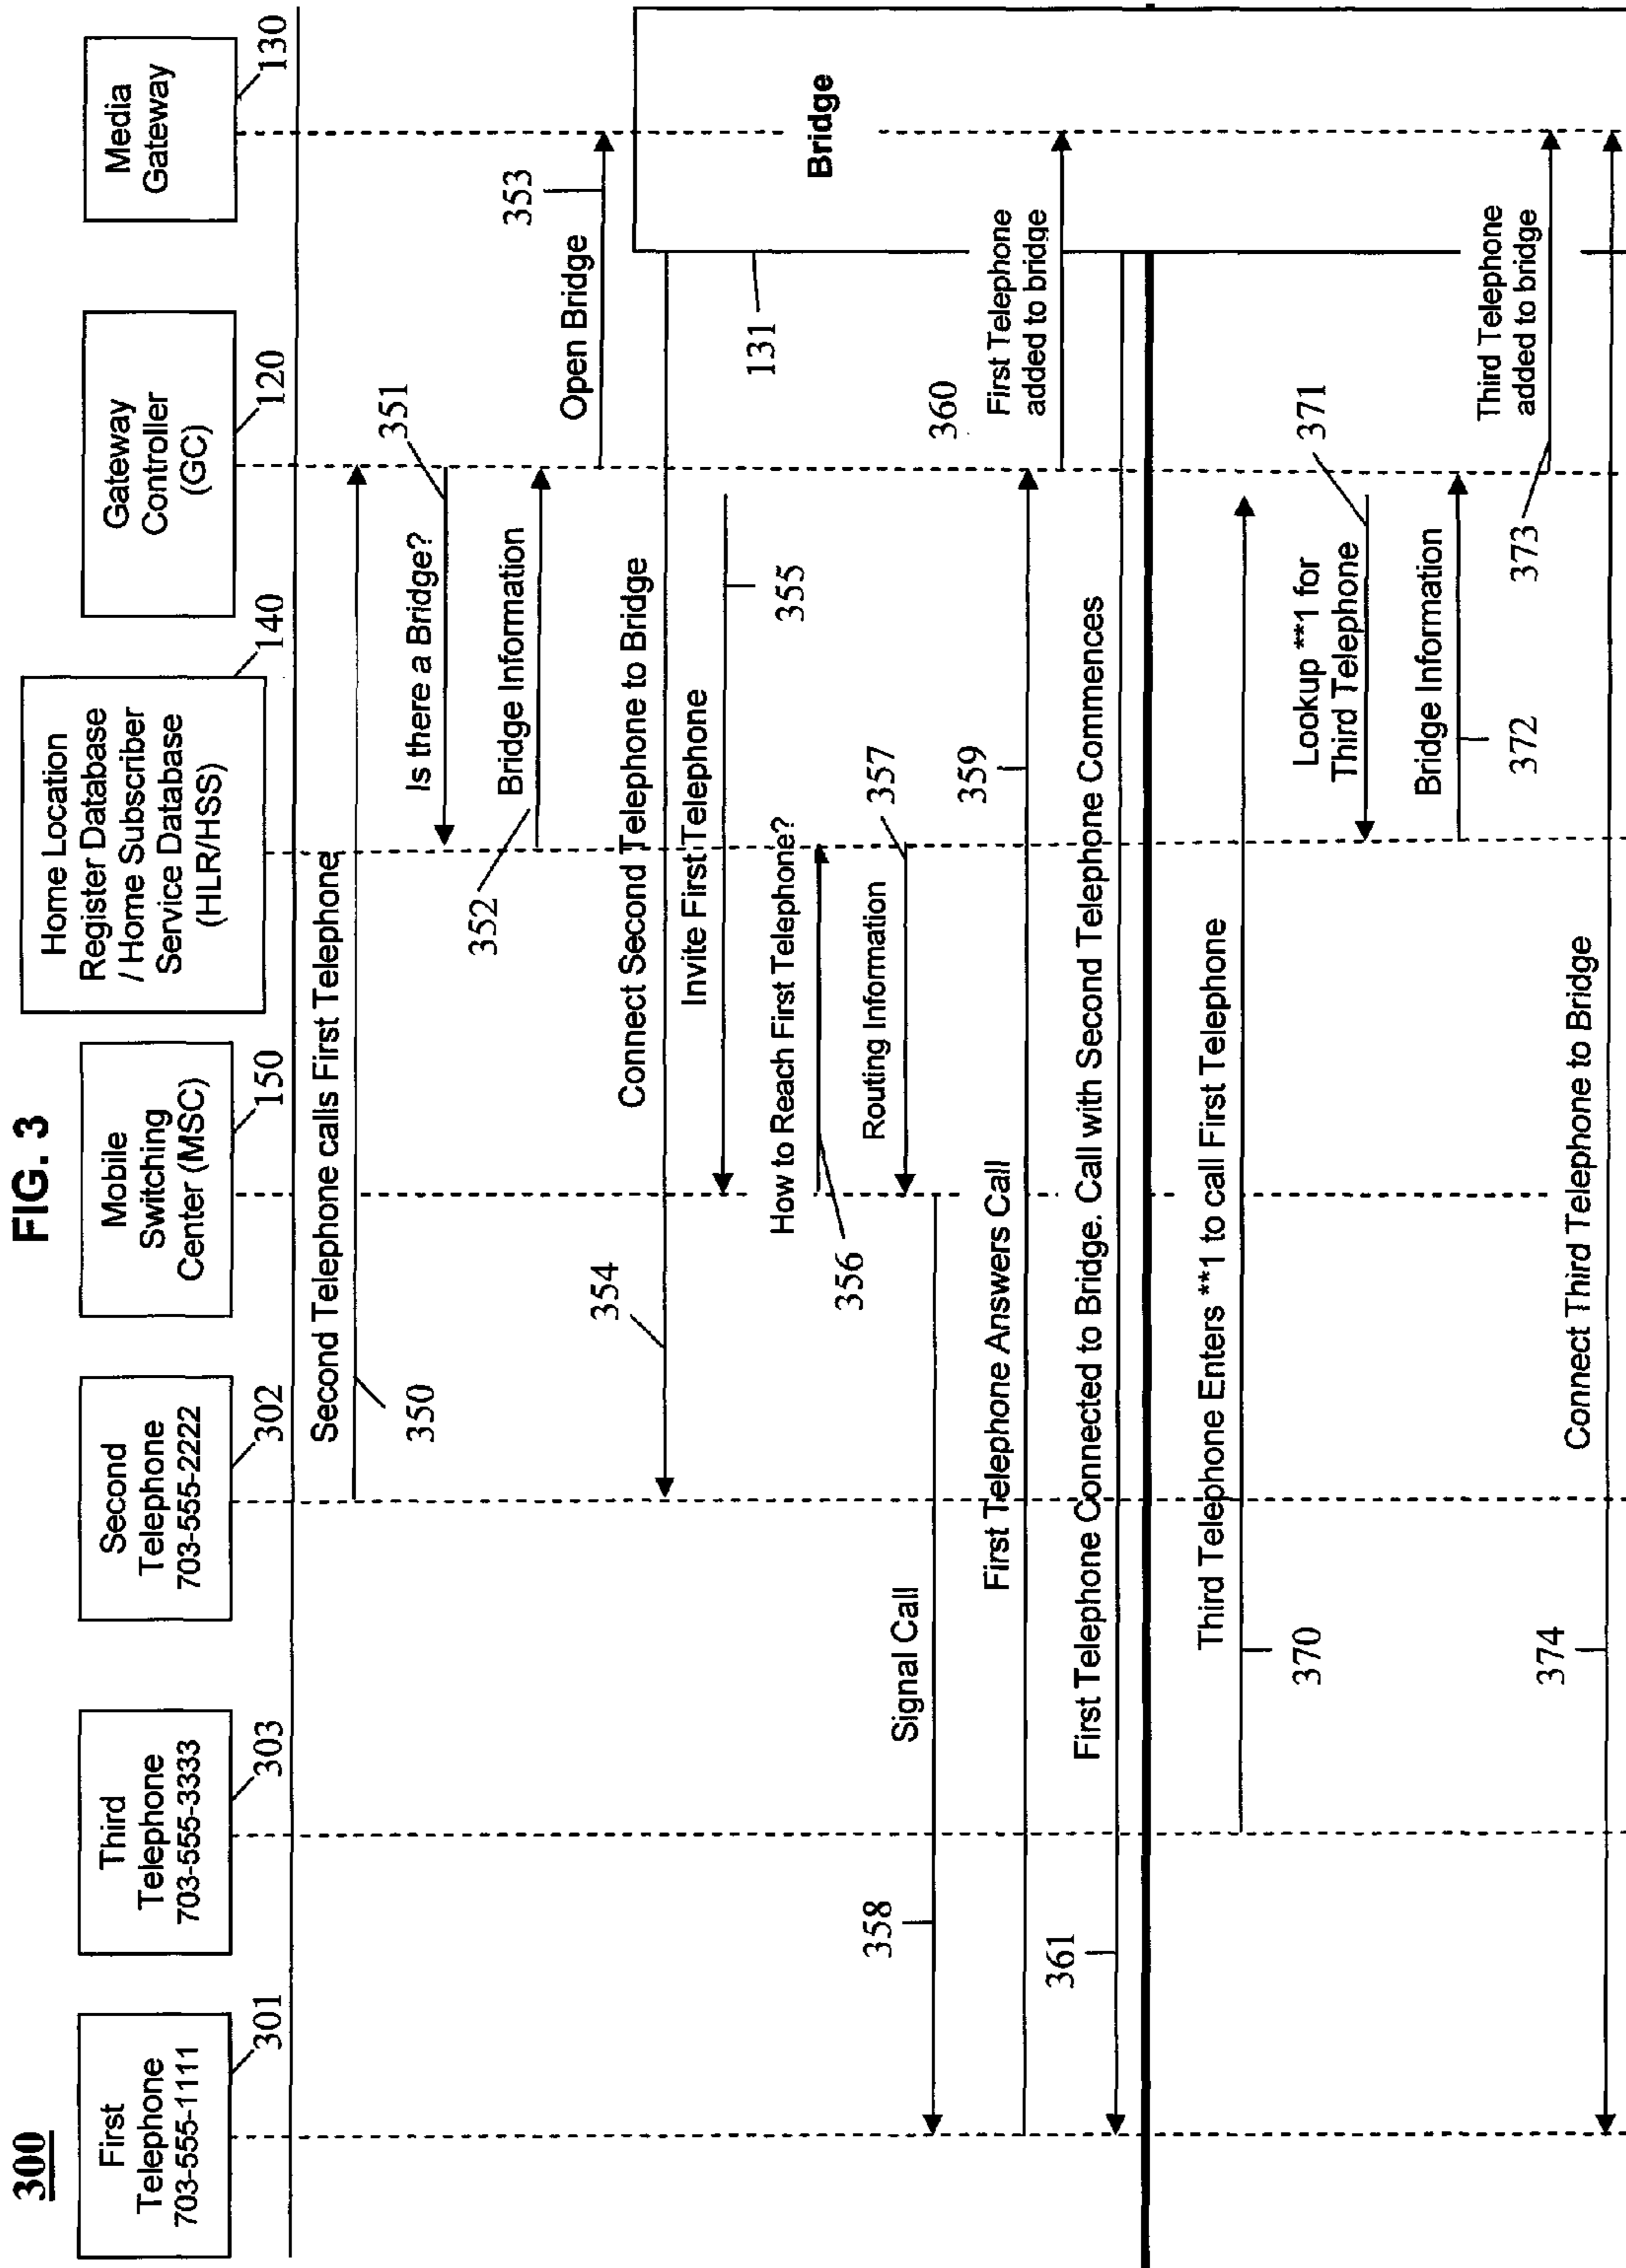 300
FIG. 3
First
Telephone
703-555-1111
301
Third
Telephone
703-555-3333
303
Second
Telephone
703-555-2222
302
Mobile
Switching
Center (MSC)
150
Home Location
Register Database
/ Home Subscriber
Service Database
(HLR/HSS)
140
Gateway
Controller
(GC)
120
Media
Gateway
130
Second Telephone calls First Telephone
350
Is there a Bridge?
351
Bridge Information
352
Open Bridge
353
Connect Second Telephone to Bridge
354
Invite First Telephone
355
131
Bridge
How to Reach First Telephone?
356
Routing Information
357
Signal Call
358
First Telephone Answers Call
359
360
First Telephone
added to bridge
First Telephone Connected to Bridge. Call with Second Telephone Commences
361
Third Telephone Enters **1 to call First Telephone
370
Lookup **1 for
Third Telephone
371
Bridge Information
372
Third Telephone
added to bridge
373
Connect Third Telephone to Bridge
374